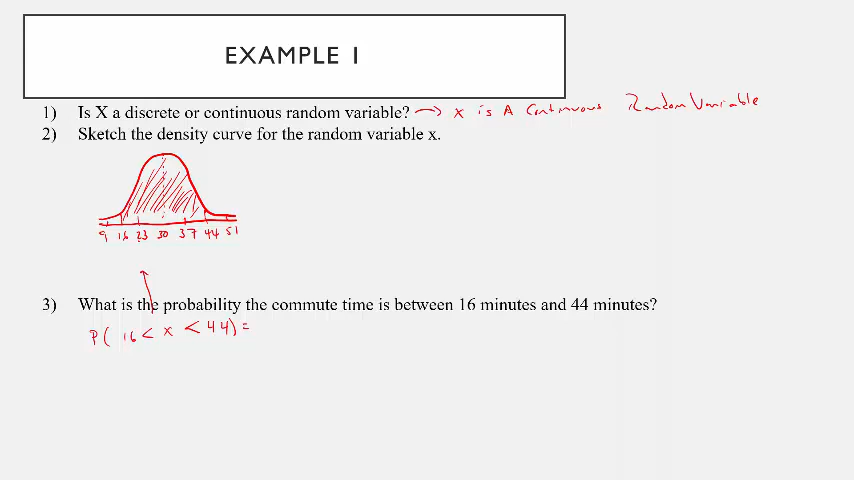 EXAMPLE 1
1) Is X a discrete or continuous random variable? → x is A Continuous Random Variable
2) Sketch the density curve for the random variable x.
9 16 23 30 37 44 51
3) What is the probability the commute time is between 16 minutes and 44 minutes?
P( 16 < x < 44) =